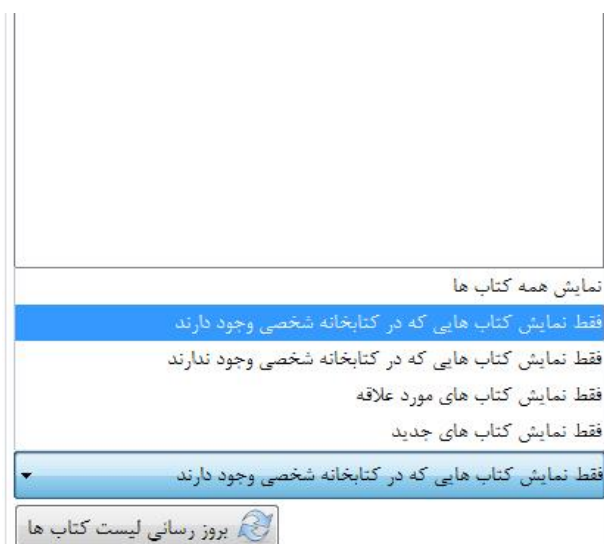 نمایش همه کتاب ها
فقط نمایش کتاب هایی که در کتابخانه شخصی وجود دارند
فقط نمایش کتاب هایی که در کتابخانه شخصی وجود ندارند
فقط نمایش کتاب های مورد علاقه
فقط نمایش کتاب های جدید
فقط نمایش کتاب هایی که در کتابخانه شخصی وجود دارند
بروز رسانی لیست کتاب ها